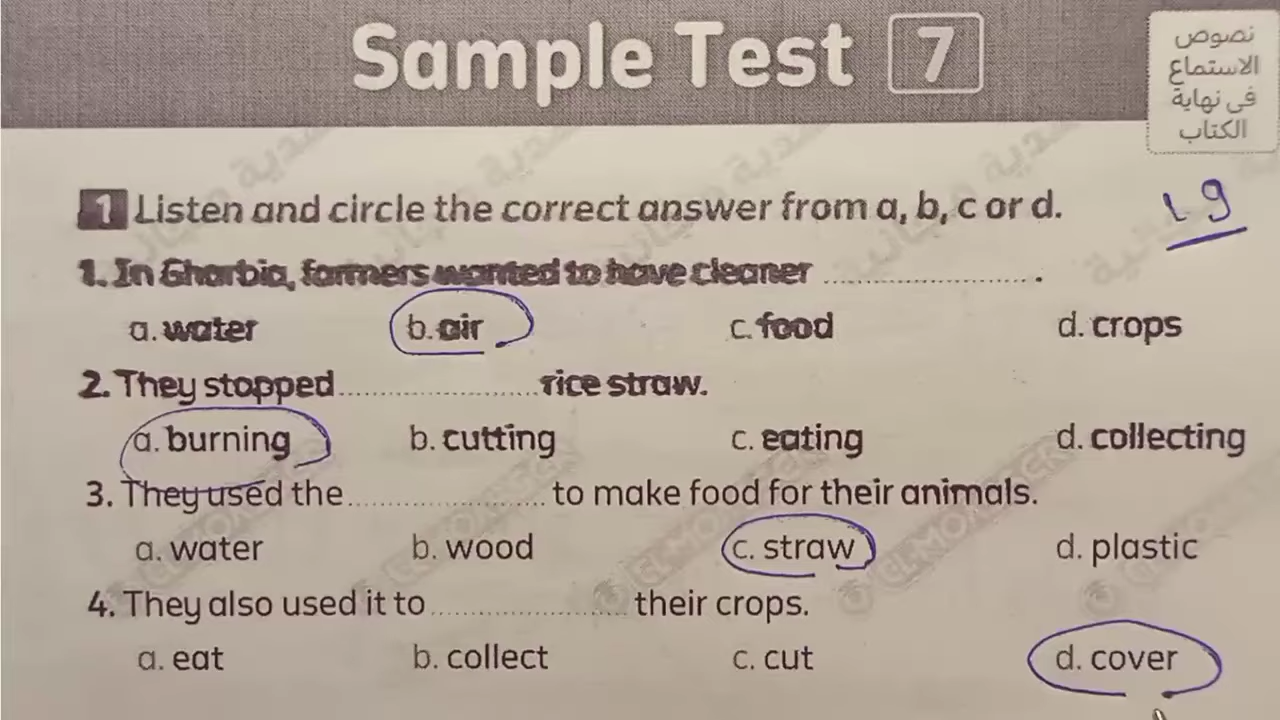 Sample Test 7
نصوص
الاستماع
فى نهاية
الكتاب
1 Listen and circle the correct answer from a, b, c or d.
1. In Gharbia, farmers wanted to have cleaner .............................. .
a. water b. air c. food d. crops
2. They stopped .............................. rice straw.
a. burning b. cutting c. eating d. collecting
3. They used the .............................. to make food for their animals.
a. water b. wood c. straw d. plastic
4. They also used it to .............................. their crops.
a. eat b. collect c. cut d. cover